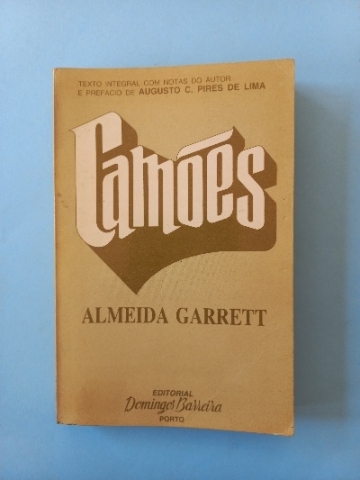 TEXTO INTEGRAL COM NOTAS DO AUTOR
E PREFÁCIO DE AUGUSTO C. PIRES DE LIMA
Camões
ALMEIDA GARRETT
EDITORIAL
Domingos Barreira
PORTO